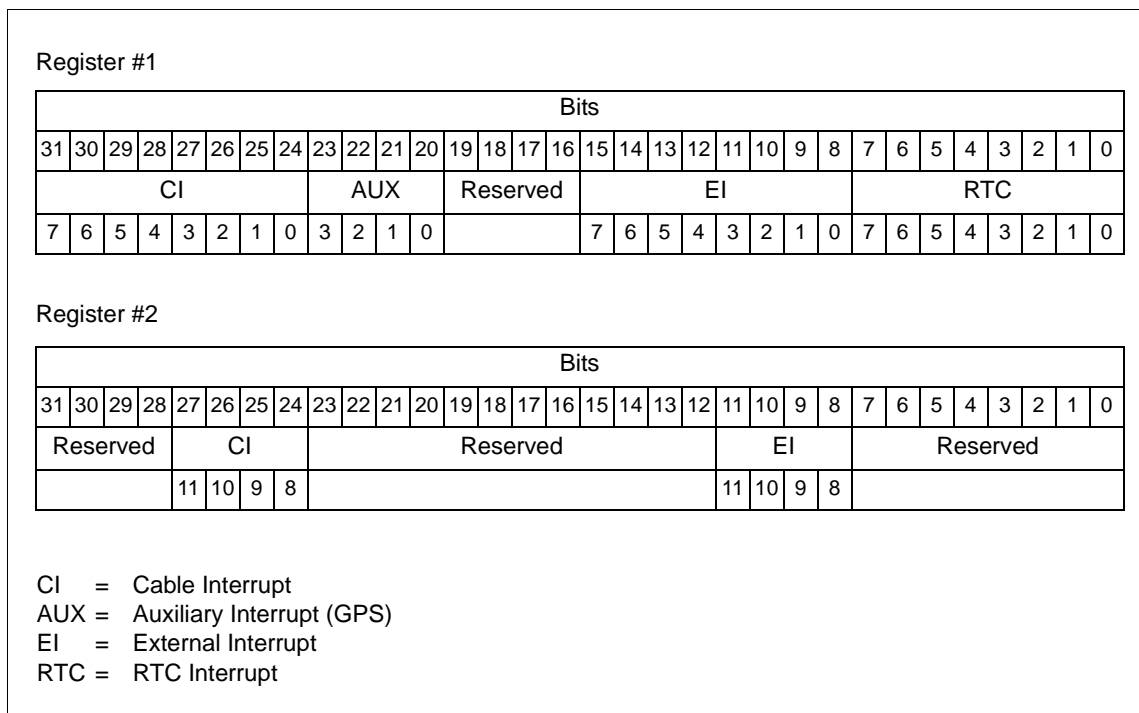 Register #1
Bits
31 30 29 28 27 26 25 24 23 22 21 20 19 18 17 16 15 14 13 12 11 10 9 8 7 6 5 4 3 2 1 0
CI AUX Reserved EI RTC
7 6 5 4 3 2 1 0 3 2 1 0 7 6 5 4 3 2 1 0 7 6 5 4 3 2 1 0
Register #2
Bits
31 30 29 28 27 26 25 24 23 22 21 20 19 18 17 16 15 14 13 12 11 10 9 8 7 6 5 4 3 2 1 0
Reserved CI Reserved EI Reserved
11 10 9 8 11 10 9 8
CI = Cable Interrupt
AUX = Auxiliary Interrupt (GPS)
EI = External Interrupt
RTC = RTC Interrupt